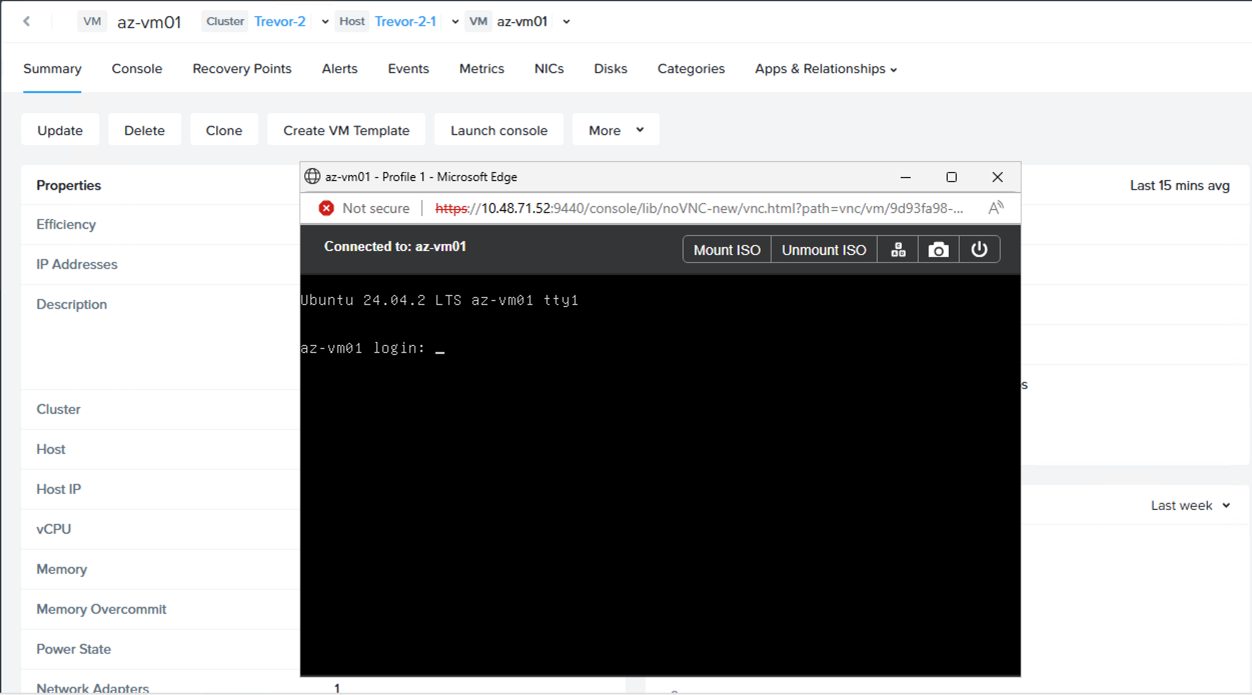 VM az-vm01 Cluster Trevor-2 Host Trevor-2-1 VM az-vm01
Summary Console Recovery Points Alerts Events Metrics NICs Disks Categories Apps & Relationships
Update Delete Clone Create VM Template Launch console More
Properties
Last 15 mins avg
az-vm01 - Profile 1 - Microsoft Edge
Not secure https://10.48.71.52:9440/console/lib/noVNC-new/vnc.html?path=vnc/vm/9d93fa98-...
Connected to: az-vm01
Mount ISO Unmount ISO
Ubuntu 24.04.2 LTS az-vm01 tty1
az-vm01 login: _
Efficiency
IP Addresses
Description
s
Cluster
Host
Host IP
Last week
vCPU
Memory
Memory Overcommit
Power State
Network Adapters 1